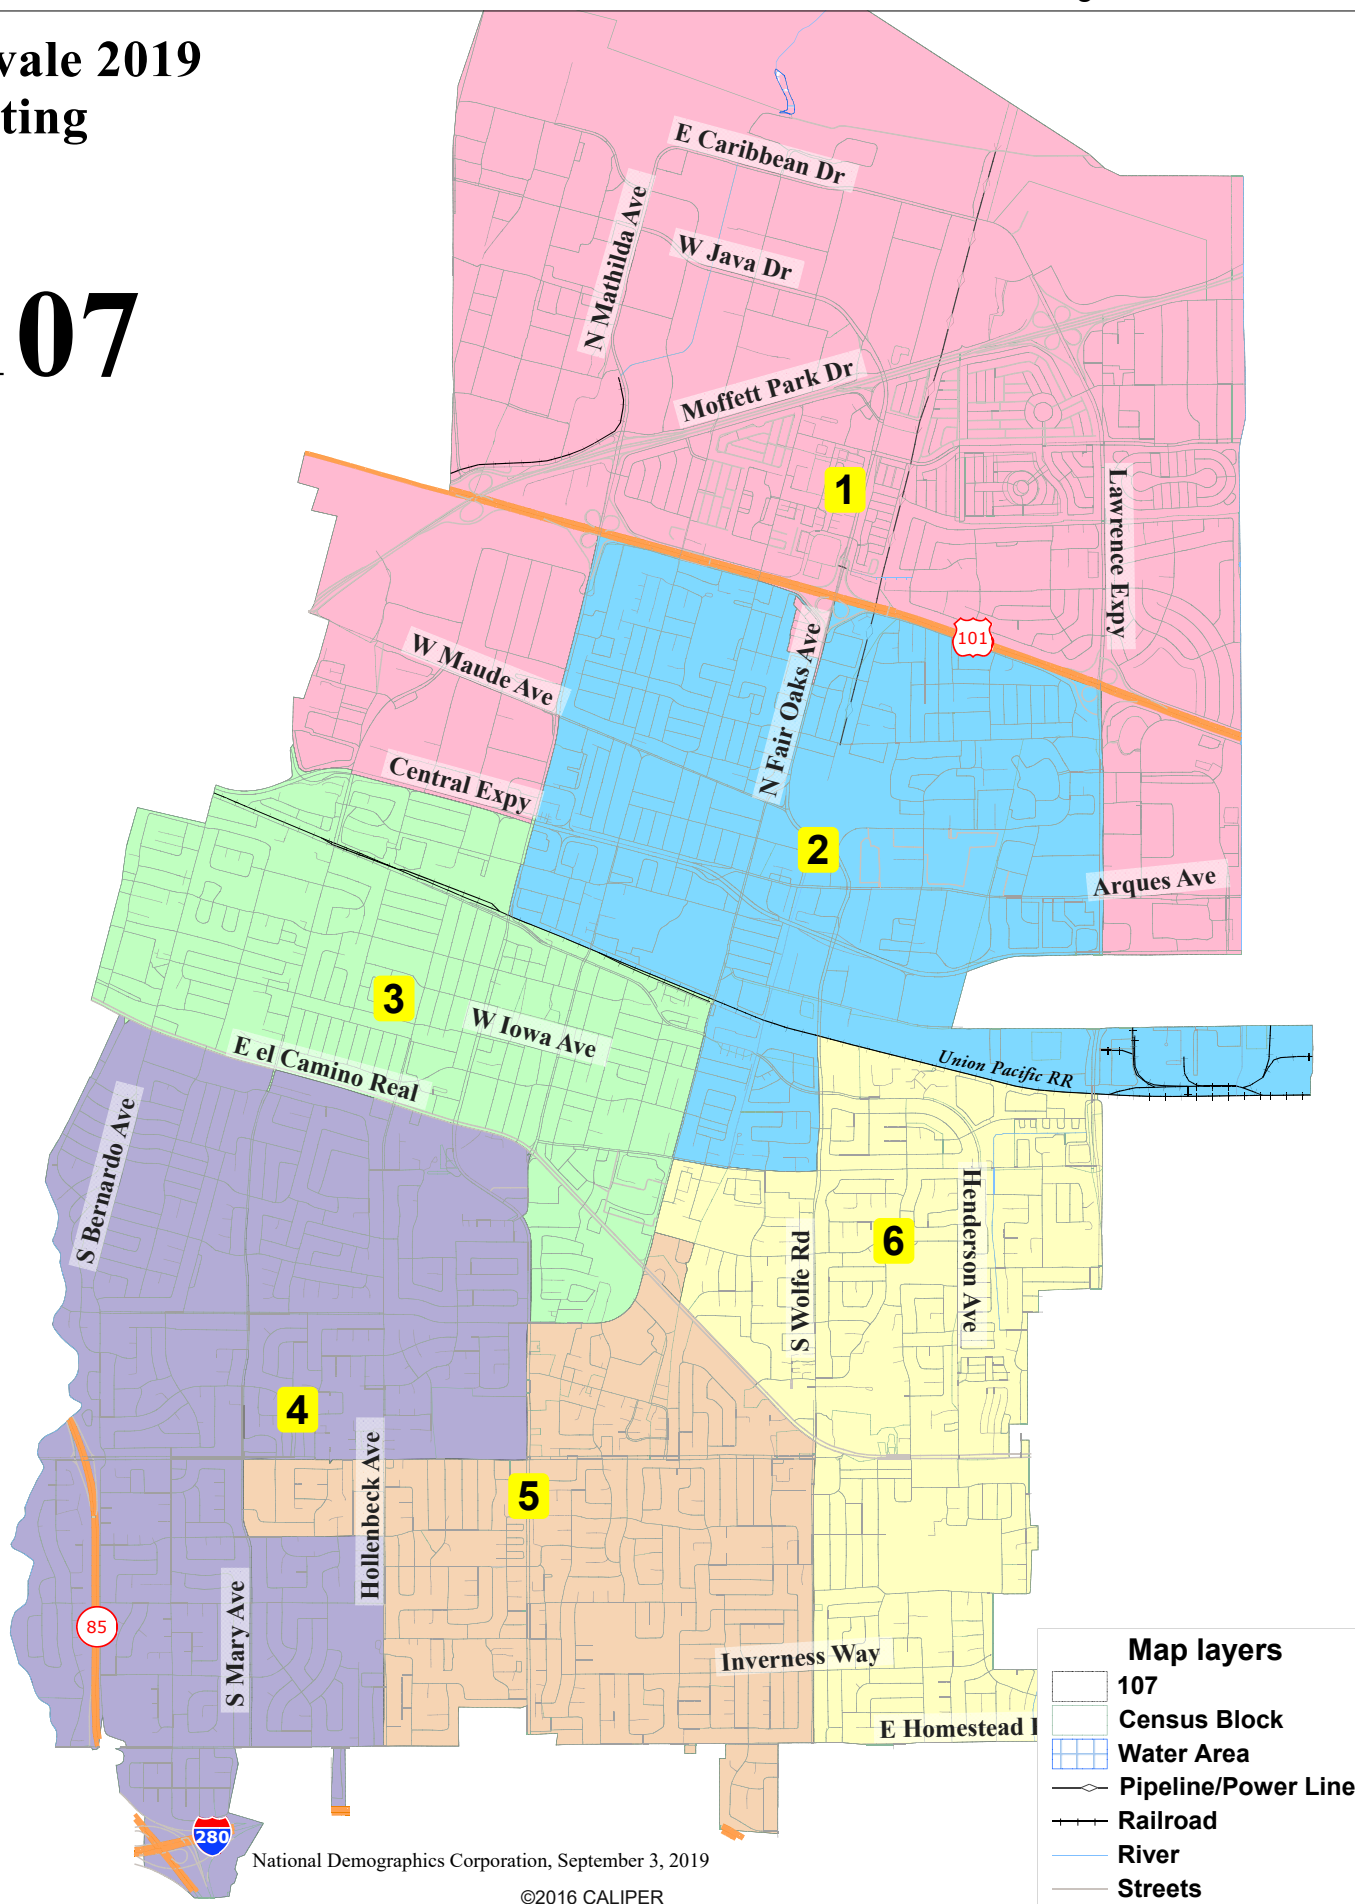 vale 2019
ting
107
E Caribbean Dr
N Mathilda Ave
W Java Dr
Moffett Park Dr
1
Lawrence Expy
101
W Maude Ave
N Fair Oaks Ave
Central Expy
2
Arques Ave
3
W Iowa Ave
E el Camino Real
Union Pacific RR
S Bernardo Ave
Henderson Ave
6
S Wolfe Rd
4
Hollenbeck Ave
5
S Mary Ave
85
Inverness Way
E Homestead
280
National Demographics Corporation, September 3, 2019
©2016 CALIPER
Map layers
107
Census Block
Water Area
Pipeline/Power Line
Railroad
River
Streets